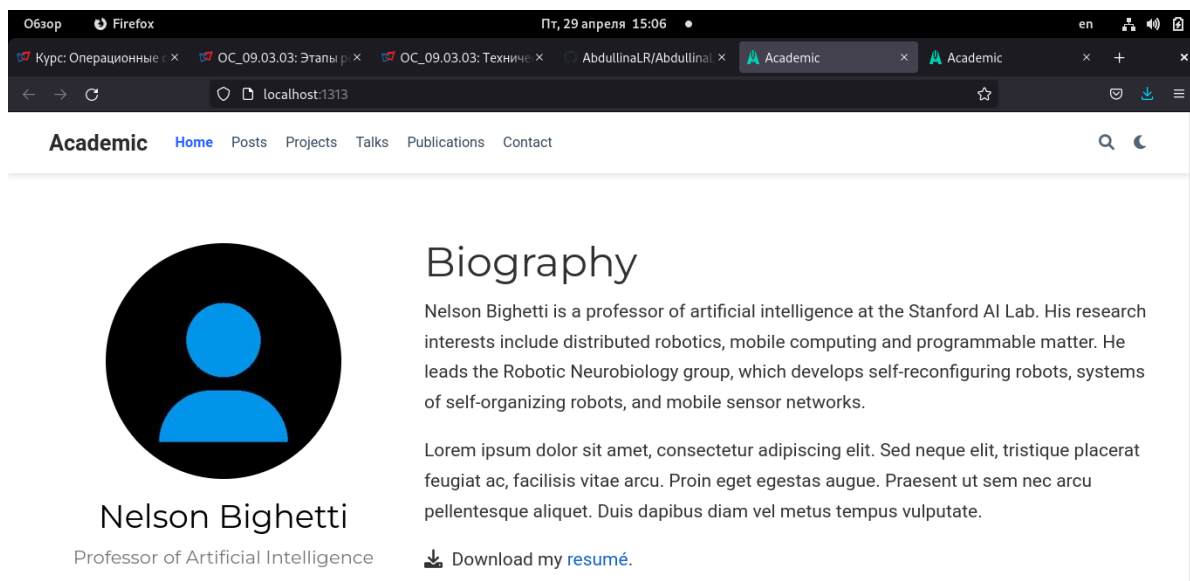 Обзор Firefox Пт, 29 апреля 15:06 en
Курс: Операционные с ОС_09.03.03: Этапы р ОС_09.03.03: Техниче AbdullinaLR/AbdullinaL Academic Academic
localhost:1313
Academic Home Posts Projects Talks Publications Contact
Biography
Nelson Bighetti is a professor of artificial intelligence at the Stanford AI Lab. His research
interests include distributed robotics, mobile computing and programmable matter. He
leads the Robotic Neurobiology group, which develops self-reconfiguring robots, systems
of self-organizing robots, and mobile sensor networks.
Lorem ipsum dolor sit amet, consectetur adipiscing elit. Sed neque elit, tristique placerat
feugiat ac, facilisis vitae arcu. Proin eget egestas augue. Praesent ut sem nec arcu
pellentesque aliquet. Duis dapibus diam vel metus tempus vulputate.
Download my resumé.
Nelson Bighetti
Professor of Artificial Intelligence